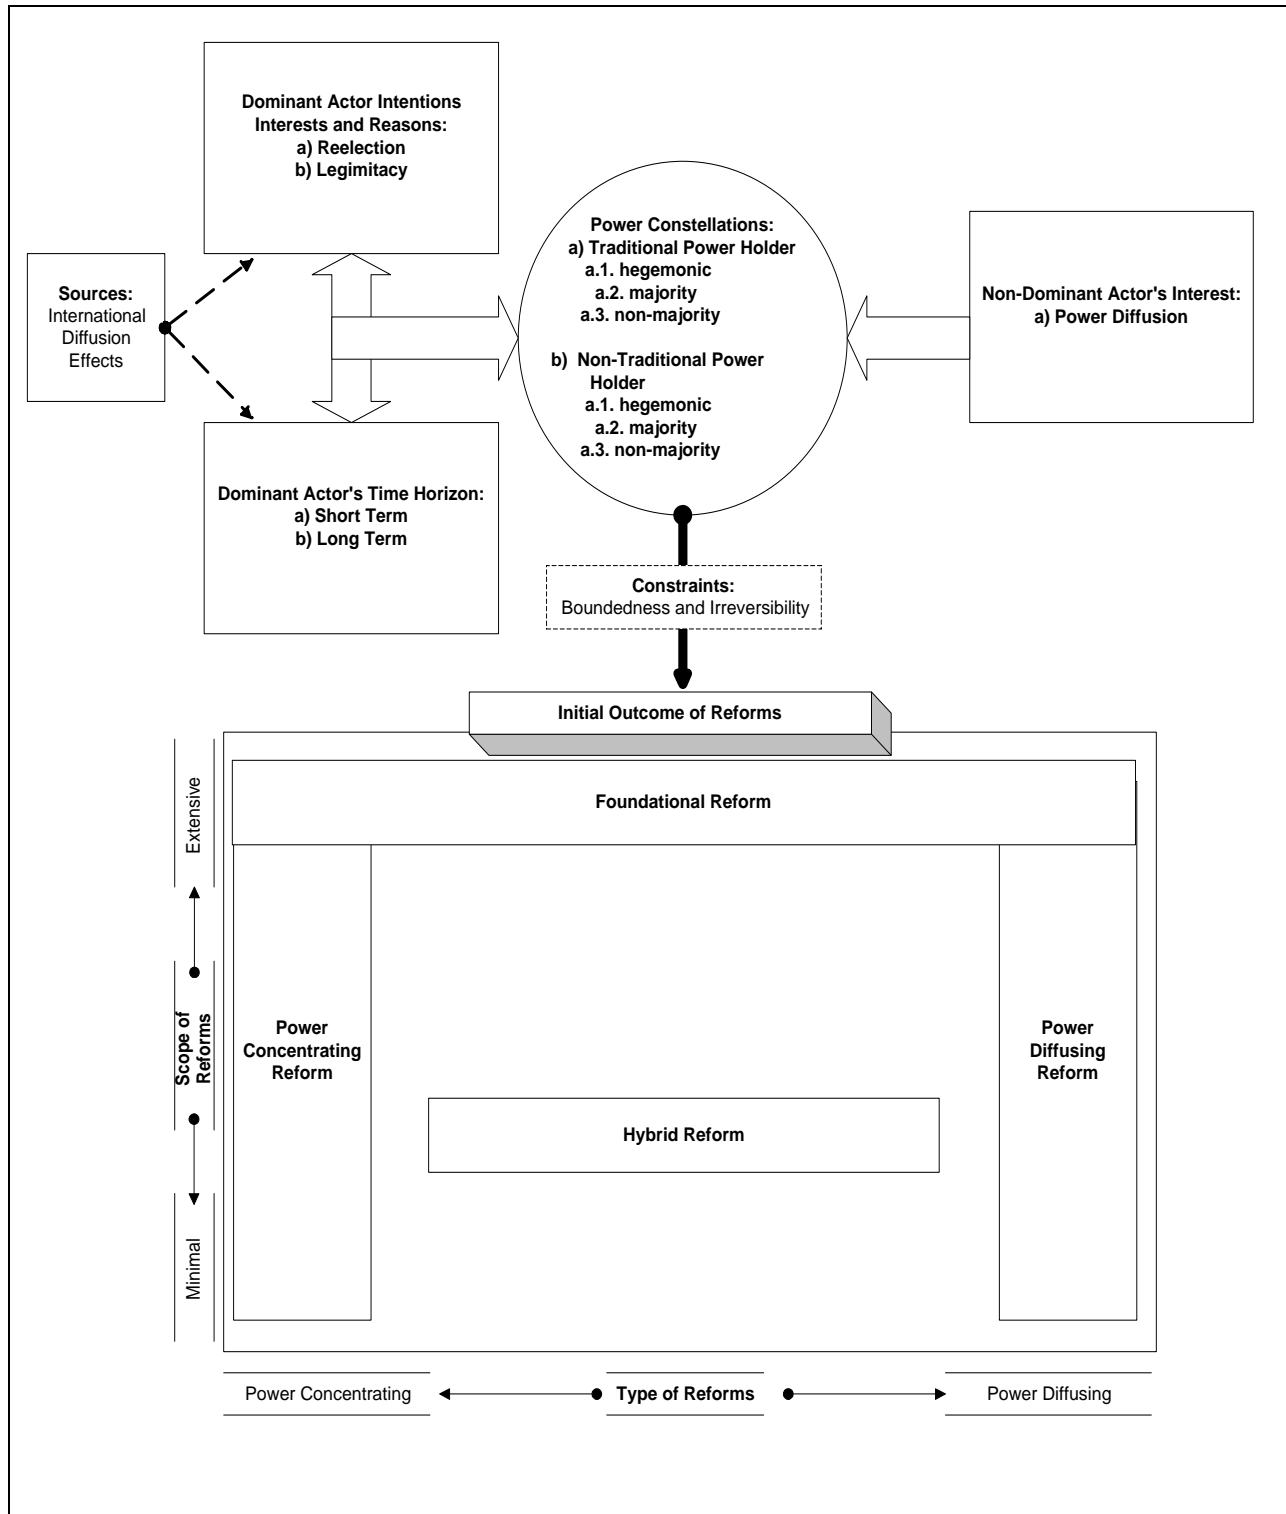 Dominant Actor Intentions
Interests and Reasons:
a) Reelection
b) Legimitacy
Sources:
International
Diffusion
Effects
Dominant Actor's Time Horizon:
a) Short Term
b) Long Term
Power Constellations:
a) Traditional Power Holder
a.1. hegemonic
a.2. majority
a.3. non-majority
b) Non-Traditional Power
Holder
a.1. hegemonic
a.2. majority
a.3. non-majority
Non-Dominant Actor's Interest:
a) Power Diffusion
Constraints:
Boundedness and Irreversibility
Initial Outcome of Reforms
Extensive
Scope of
Reforms
Minimal
Foundational Reform
Power
Concentrating
Reform
Hybrid Reform
Power
Diffusing
Reform
Power Concentrating
Type of Reforms
Power Diffusing